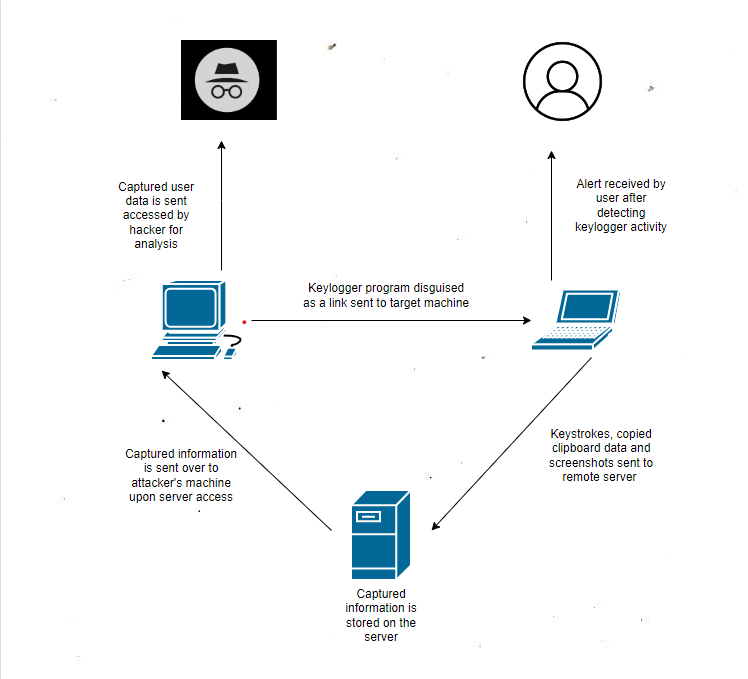 Captured user
data is sent
accessed by
hacker for
analysis
Alert received by
user after
detecting
keylogger activity
Keylogger program disguised
as a link sent to target machine
Captured information
is sent over to
attacker's machine
upon server access
Keystrokes, copied
clipboard data and
screenshots sent to
remote server
Captured
information is
stored on the
server